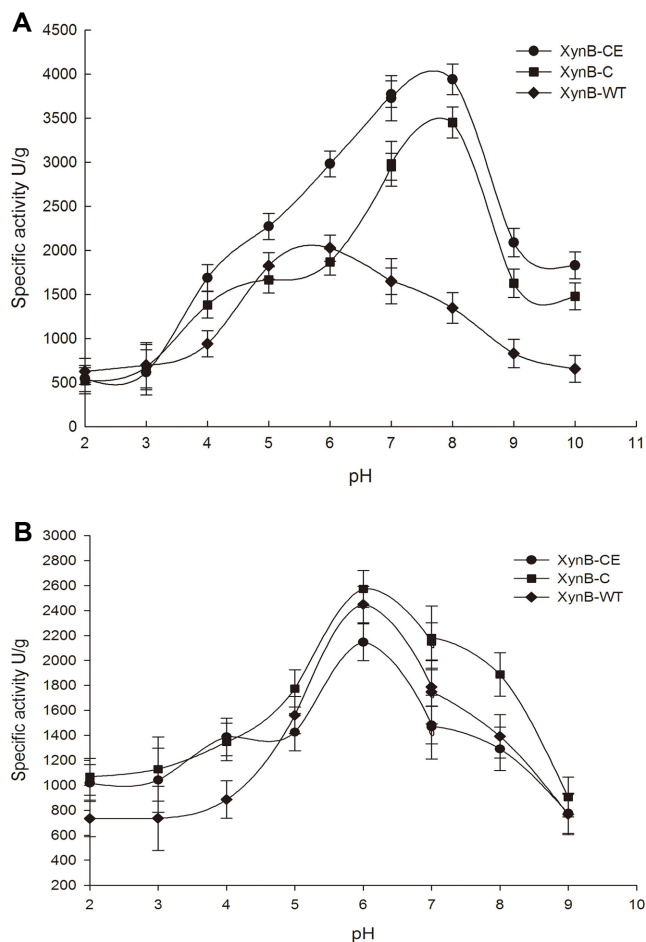 A
XynB-CE
XynB-C
XynB-WT
Specific activity U/g
4500
4000
3500
3000
2500
2000
1500
1000
500
0
2 3 4 5 6 7 8 9 10 11
pH
B
XynB-CE
XynB-C
XynB-WT
Specific activity U/g
3000
2800
2600
2400
2200
2000
1800
1600
1400
1200
1000
800
600
400
200
2 3 4 5 6 7 8 9 10
pH